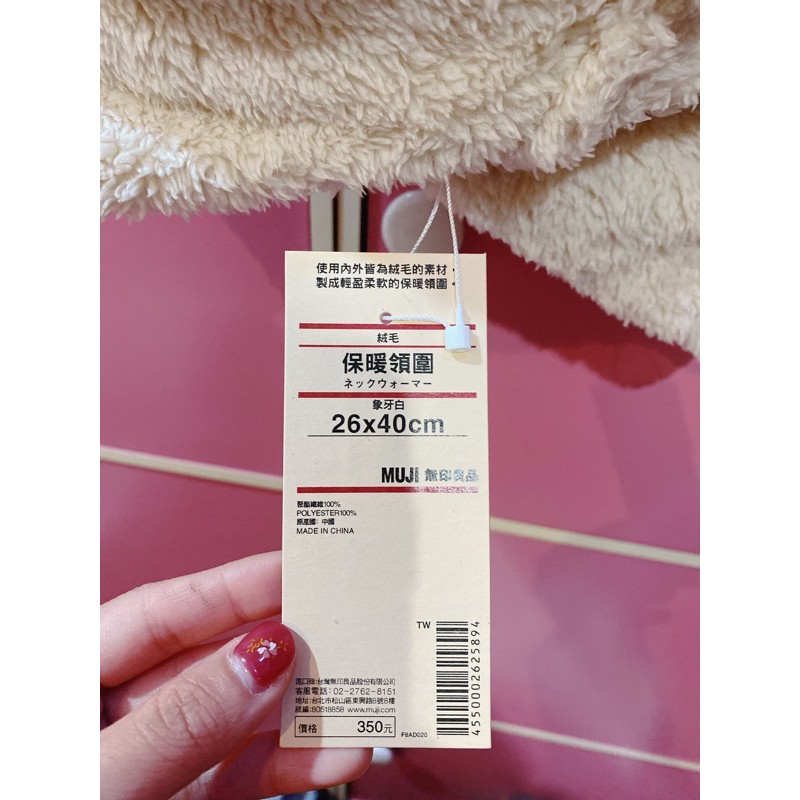 使用內外皆為絨毛的素材。
製成輕盈柔軟的保暖領圍。
絨毛
保暖領圍
ネックウォーマー
象牙白
26x40cm
MUJI 無印良品
聚酯纖維100%
POLYESTER100%
原產國: 中國
MADE IN CHINA
TW
4550002625894
進口商:台灣無印良品股份有限公司
客服電話:02-2762-8151
地址:台北市松山區東興路8號8樓
統編:80518858 www.muji.com
價格 350元
F8AD020